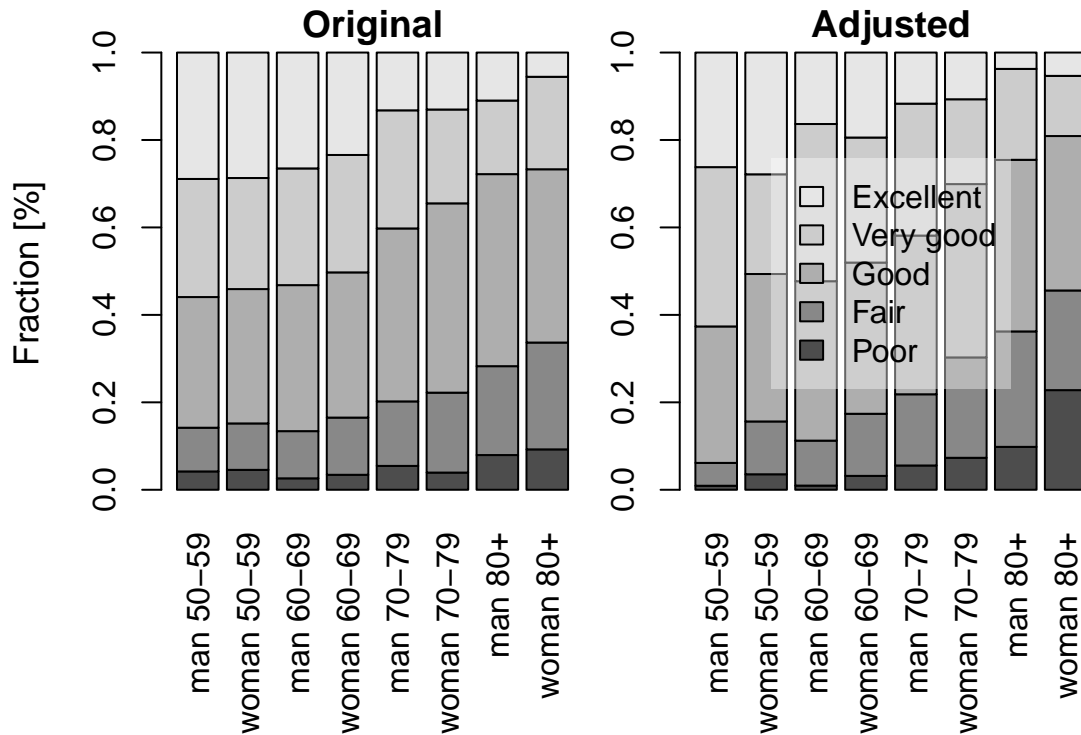 Original
Adjusted
Fraction [%]
1.0
0.8
0.6
0.4
0.2
0.0
1.0
0.8
0.6
0.4
0.2
0.0
Excellent
Very good
Good
Fair
Poor
man 50−59
woman 50−59
man 60−69
woman 60−69
man 70−79
woman 70−79
man 80+
woman 80+
man 50−59
woman 50−59
man 60−69
woman 60−69
man 70−79
woman 70−79
man 80+
woman 80+